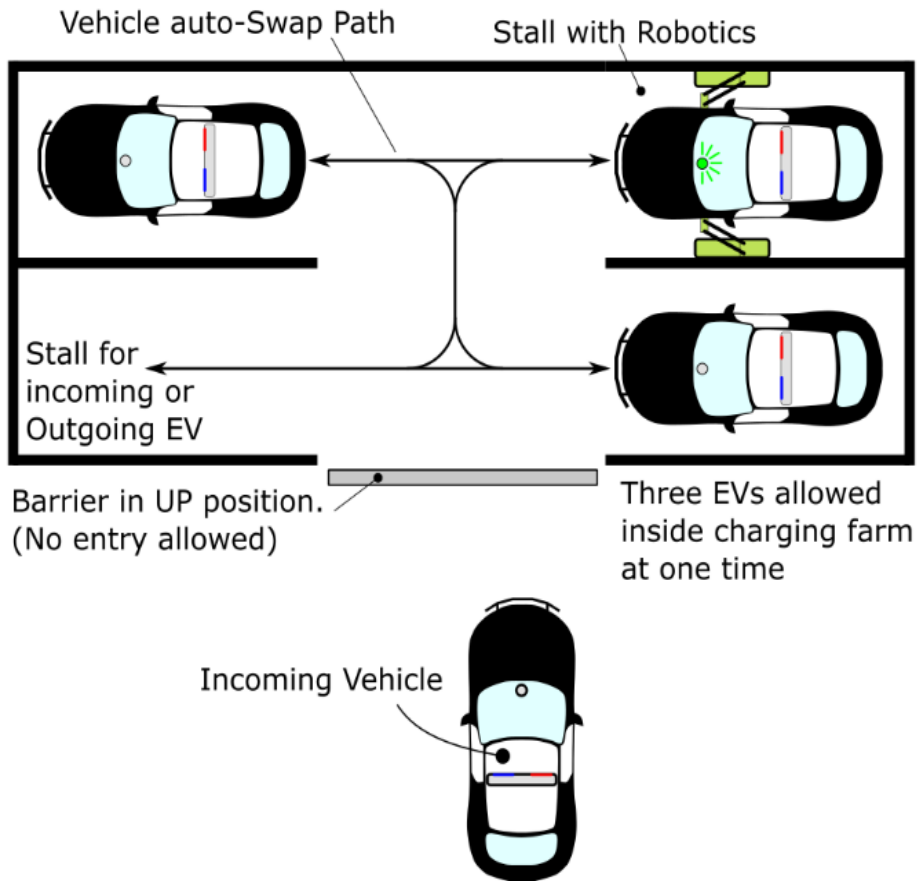 Vehicle auto-Swap Path
Stall with Robotics
Stall for
incoming or
Outgoing EV
Barrier in UP position.
(No entry allowed)
Three EVs allowed
inside charging farm
at one time
Incoming Vehicle